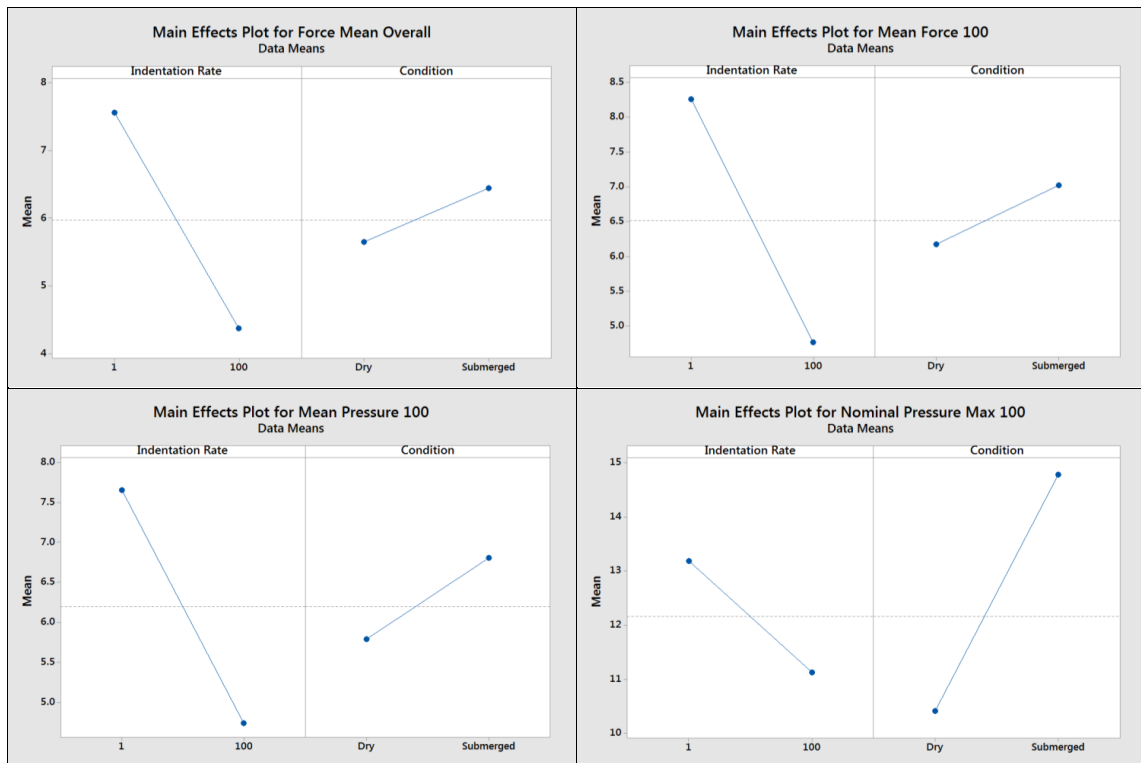 Main Effects Plot for Force Mean Overall
Data Means
Indentation Rate Condition
8
7
6
5
4
Mean
1 100 Dry Submerged
Main Effects Plot for Mean Force 100
Data Means
Indentation Rate Condition
8.5
8.0
7.5
7.0
6.5
6.0
5.5
5.0
Mean
1 100 Dry Submerged
Main Effects Plot for Mean Pressure 100
Data Means
Indentation Rate Condition
8.0
7.5
7.0
6.5
6.0
5.5
5.0
Mean
1 100 Dry Submerged
Main Effects Plot for Nominal Pressure Max 100
Data Means
Indentation Rate Condition
15
14
13
12
11
10
Mean
1 100 Dry Submerged